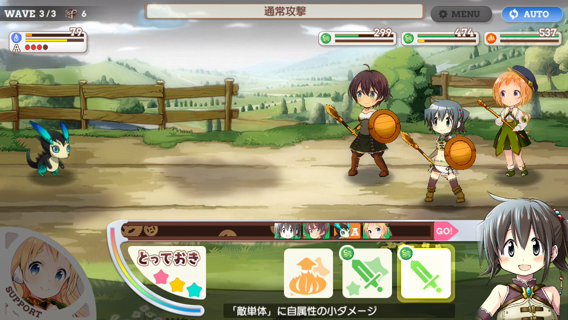 WAVE 3/3 6
通常攻撃
MENU
AUTO
79
A
299
474
537
A
GO!
とっておき
SUPPORT
「敵単体」に自属性の小ダメージ